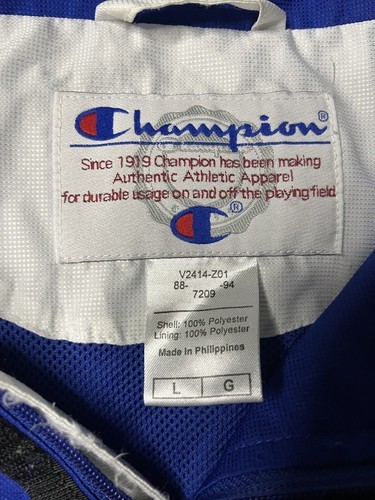 Champion®
Since 1919 Champion has been making
Authentic Athletic Apparel
for durable usage on and off the playing field
C®
V2414-Z01
88- -94
7209
Shell: 100% Polyester
Lining: 100% Polyester
Made in Philippines
L G